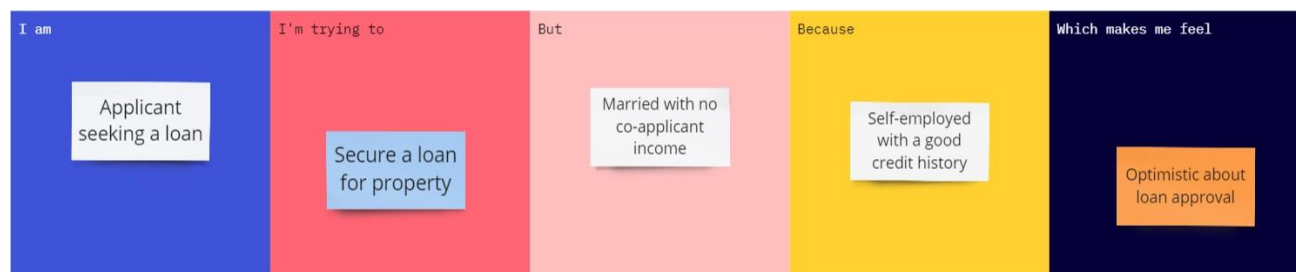 I am
Applicant
seeking a loan
I'm trying to
Secure a loan
for property
But
Married with no
co-applicant
income
Because
Self-employed
with a good
credit history
Which makes me feel
Optimistic about
loan approval